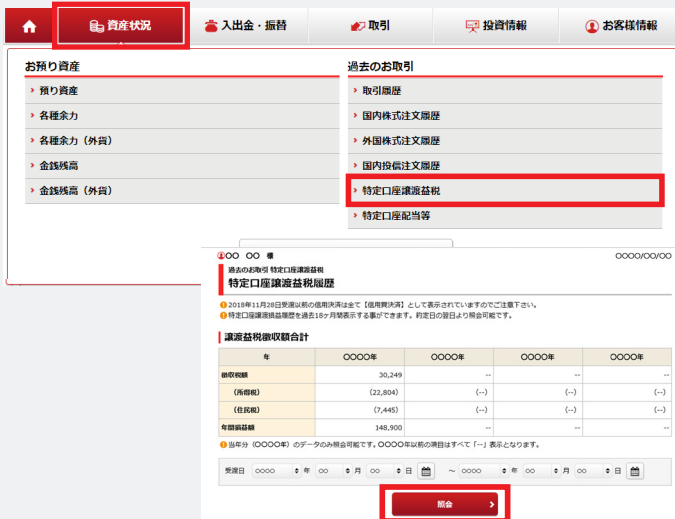 資産状況
入出金・振替
取引
投資情報
お客様情報
お預り資産
預り資産
各種余力
各種余力（外貨）
金銭残高
金銭残高（外貨）
過去のお取引
取引履歴
国内株式注文履歴
外国株式注文履歴
国内投信注文履歴
特定口座譲渡益税
特定口座配当等
〇〇 〇〇 様
〇〇〇〇/〇〇/〇〇
過去のお取引 特定口座譲渡益税
特定口座譲渡益税履歴
2018年11月28日受渡以前の信用決済は全て【信用買決済】として表示されていますのでご注意下さい。
特定口座譲渡損益履歴を過去18ヶ月間表示する事ができます。約定日の翌日より照会可能です。
譲渡益税徴収額合計
年 〇〇〇〇年 〇〇〇〇年 〇〇〇〇年 〇〇〇〇年
徴収税額 30,249 -- -- --
（所得税） (22,804) (--) (--) (--)
（住民税） (7,445) (--) (--) (--)
年間損益額 148,900 -- -- --
当年分（〇〇〇〇年）のデータのみ照会可能です。〇〇〇〇年以前の項目はすべて「--」表示となります。
受渡日 〇〇〇〇 年 〇〇 月 〇〇 日 ～ 〇〇〇〇 年 〇〇 月 〇〇 日
照会